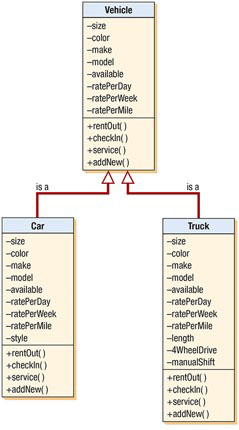 Vehicle
–size
–color
–make
–model
–available
–ratePerDay
–ratePerWeek
–ratePerMile
+rentOut( )
+checkIn( )
+service( )
+addNew( )
is a
is a
Car
–size
–color
–make
–model
–available
–ratePerDay
–ratePerWeek
–ratePerMile
–style
+rentOut( )
+checkIn( )
+service( )
+addNew( )
Truck
–size
–color
–make
–model
–available
–ratePerDay
–ratePerWeek
–ratePerMile
–length
–4WheelDrive
–manualShift
+rentOut( )
+checkIn( )
+service( )
+addNew( )